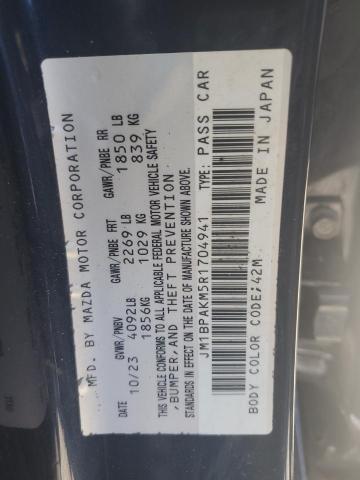 MFD. BY MAZDA MOTOR CORPORATION
DATE GVWR/PNBV GAWR/PNBE FRT GAWR/PNBE RR
10/23 4092LB 2269 LB 1850 LB
1856KG 1029 KG 839 KG
THIS VEHICLE CONFORMS TO ALL APPLICABLE FEDERAL MOTOR VEHICLE SAFETY
,BUMPER,AND THEFT PREVENTION
STANDARDS IN EFFECT ON THE DATE OF MANUFACTURE SHOWN ABOVE.
JM1BPAKM5R1704941 TYPE: PASS CAR
BODY COLOR CODE:42M MADE IN JAPAN